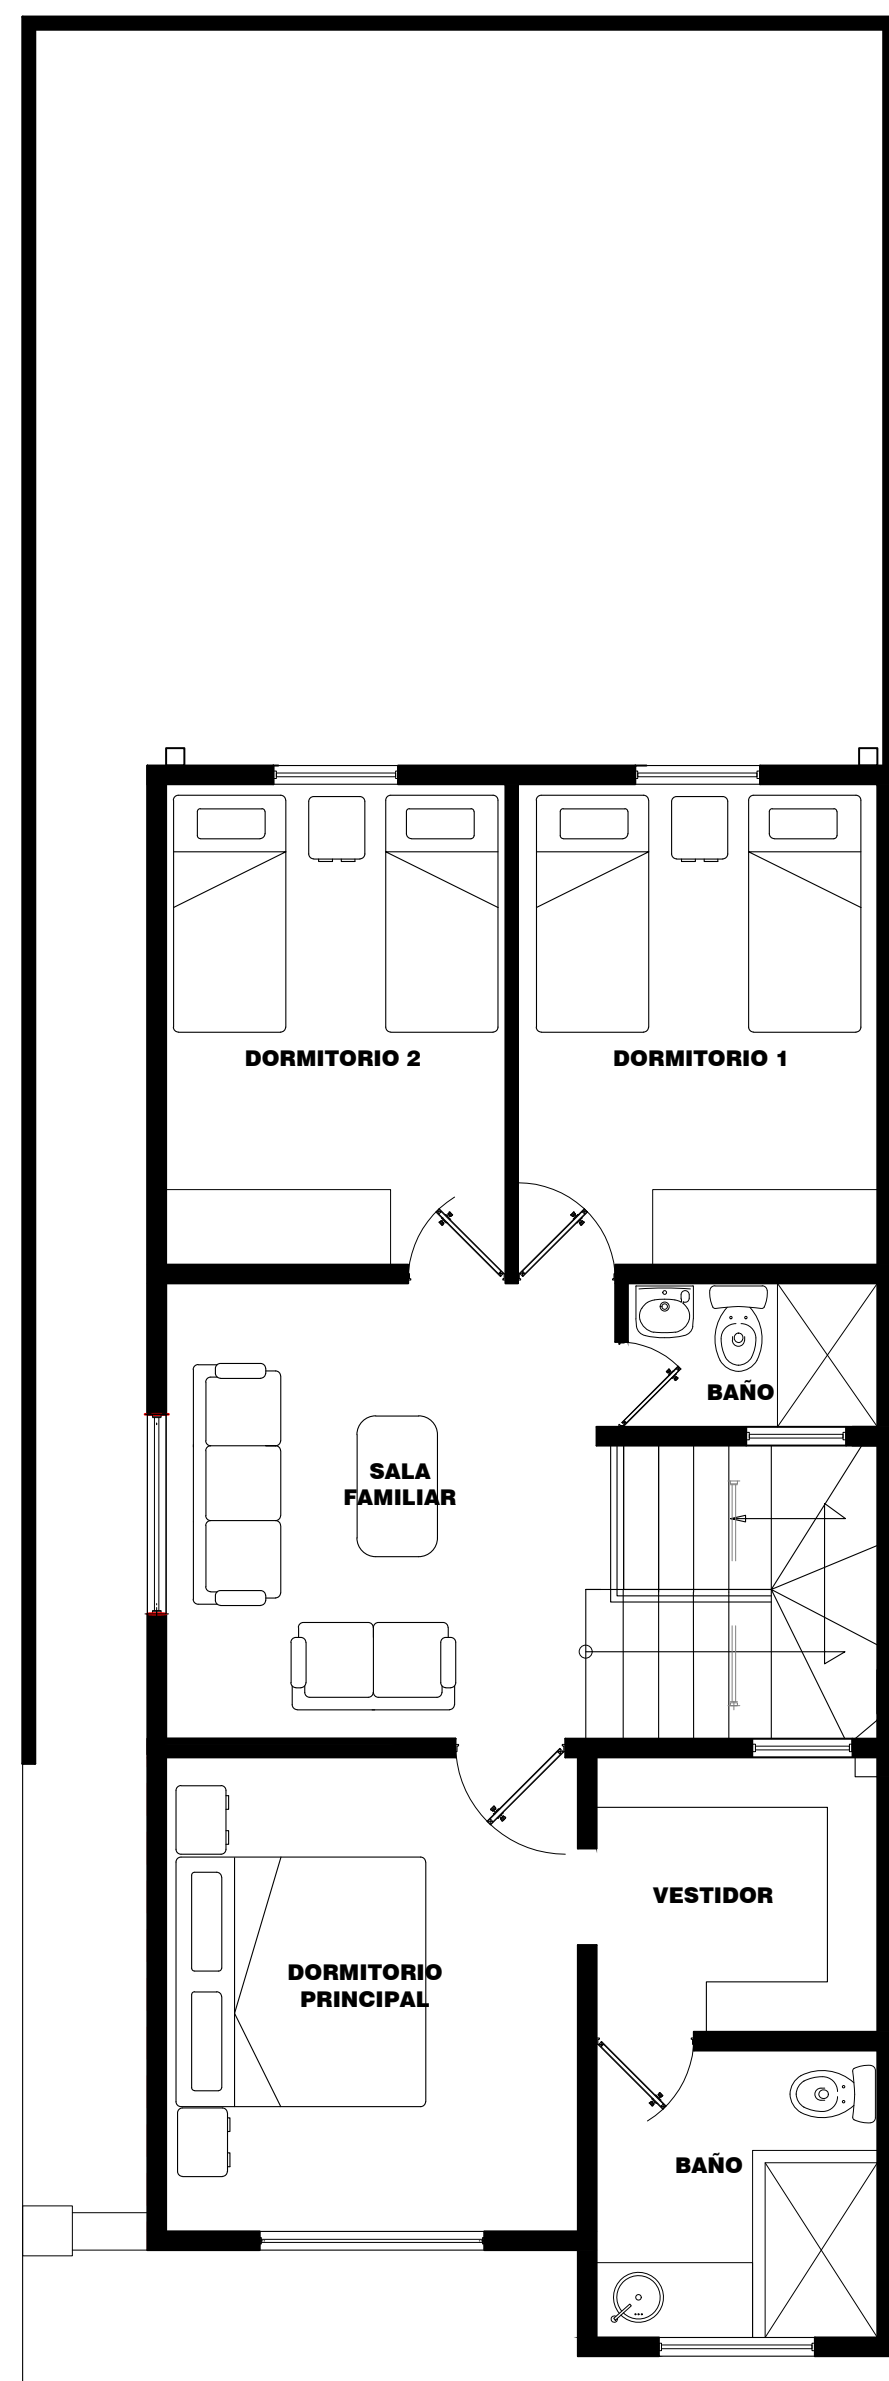 DORMITORIO 2
DORMITORIO 1
BAÑO
SALA
FAMILIAR
VESTIDOR
DORMITORIO
PRINCIPAL
BAÑO